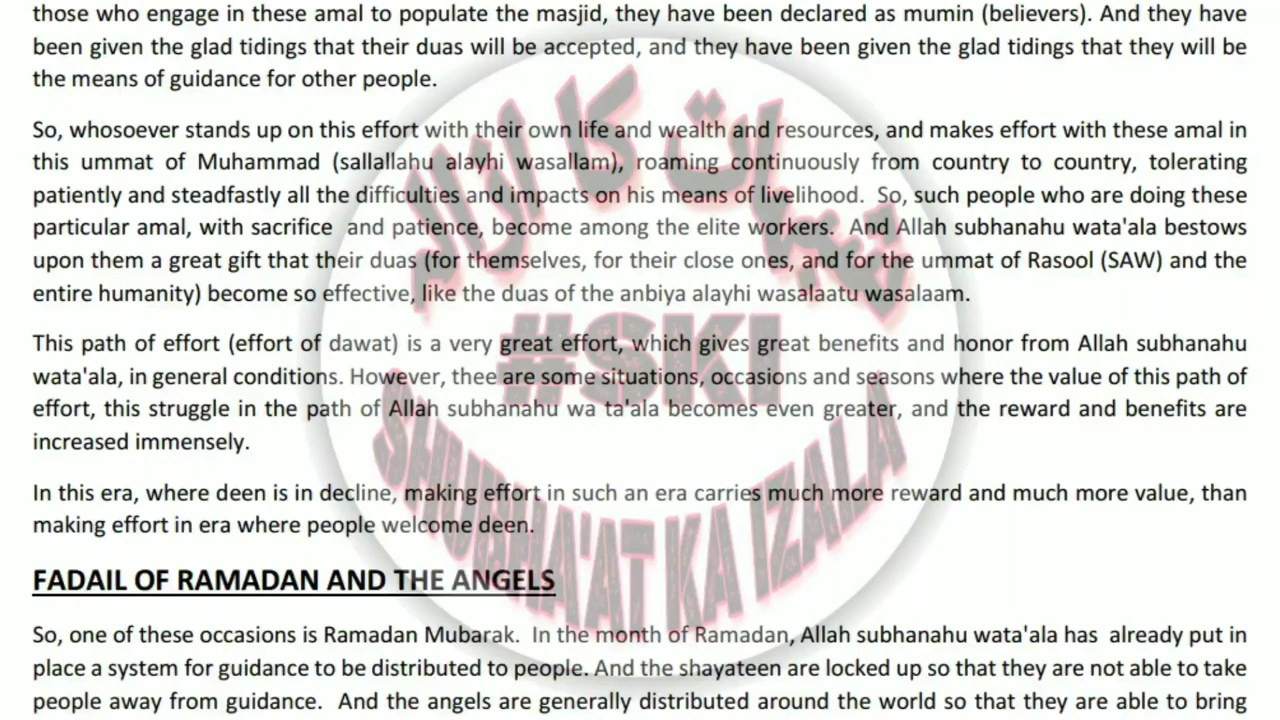 those who engage in these amal to populate the masjid, they have been declared as mumin (believers). And they have
been given the glad tidings that their duas will be accepted, and they have been given the glad tidings that they will be
the means of guidance for other people.
So, whosoever stands up on this effort with their own life and wealth and resources, and makes effort with these amal in
this ummat of Muhammad (sallallahu alayhi wasallam), roaming continuously from country to country, tolerating
patiently and steadfastly all the difficulties and impacts on his means of livelihood. So, such people who are doing these
particular amal, with sacrifice and patience, become among the elite workers. And Allah subhanahu wata'ala bestows
upon them a great gift that their duas (for themselves, for their close ones, and for the ummat of Rasool (SAW) and the
entire humanity) become so effective, like the duas of the anbiya alayhi wasalaatu wasalaam.
This path of effort (effort of dawat) is a very great effort, which gives great benefits and honor from Allah subhanahu
wata'ala, in general conditions. However, thee are some situations, occasions and seasons where the value of this path of
effort, this struggle in the path of Allah subhanahu wa ta'ala becomes even greater, and the reward and benefits are
increased immensely.
In this era, where deen is in decline, making effort in such an era carries much more reward and much more value, than
making effort in era where people welcome deen.
FADAIL OF RAMADAN AND THE ANGELS
So, one of these occasions is Ramadan Mubarak. In the month of Ramadan, Allah subhanahu wata'ala has already put in
place a system for guidance to be distributed to people. And the shayateen are locked up so that they are not able to take
people away from guidance. And the angels are generally distributed around the world so that they are able to bring
شبہات کا ازالہ
#SKI
SHUBHA'AT KA IZALA